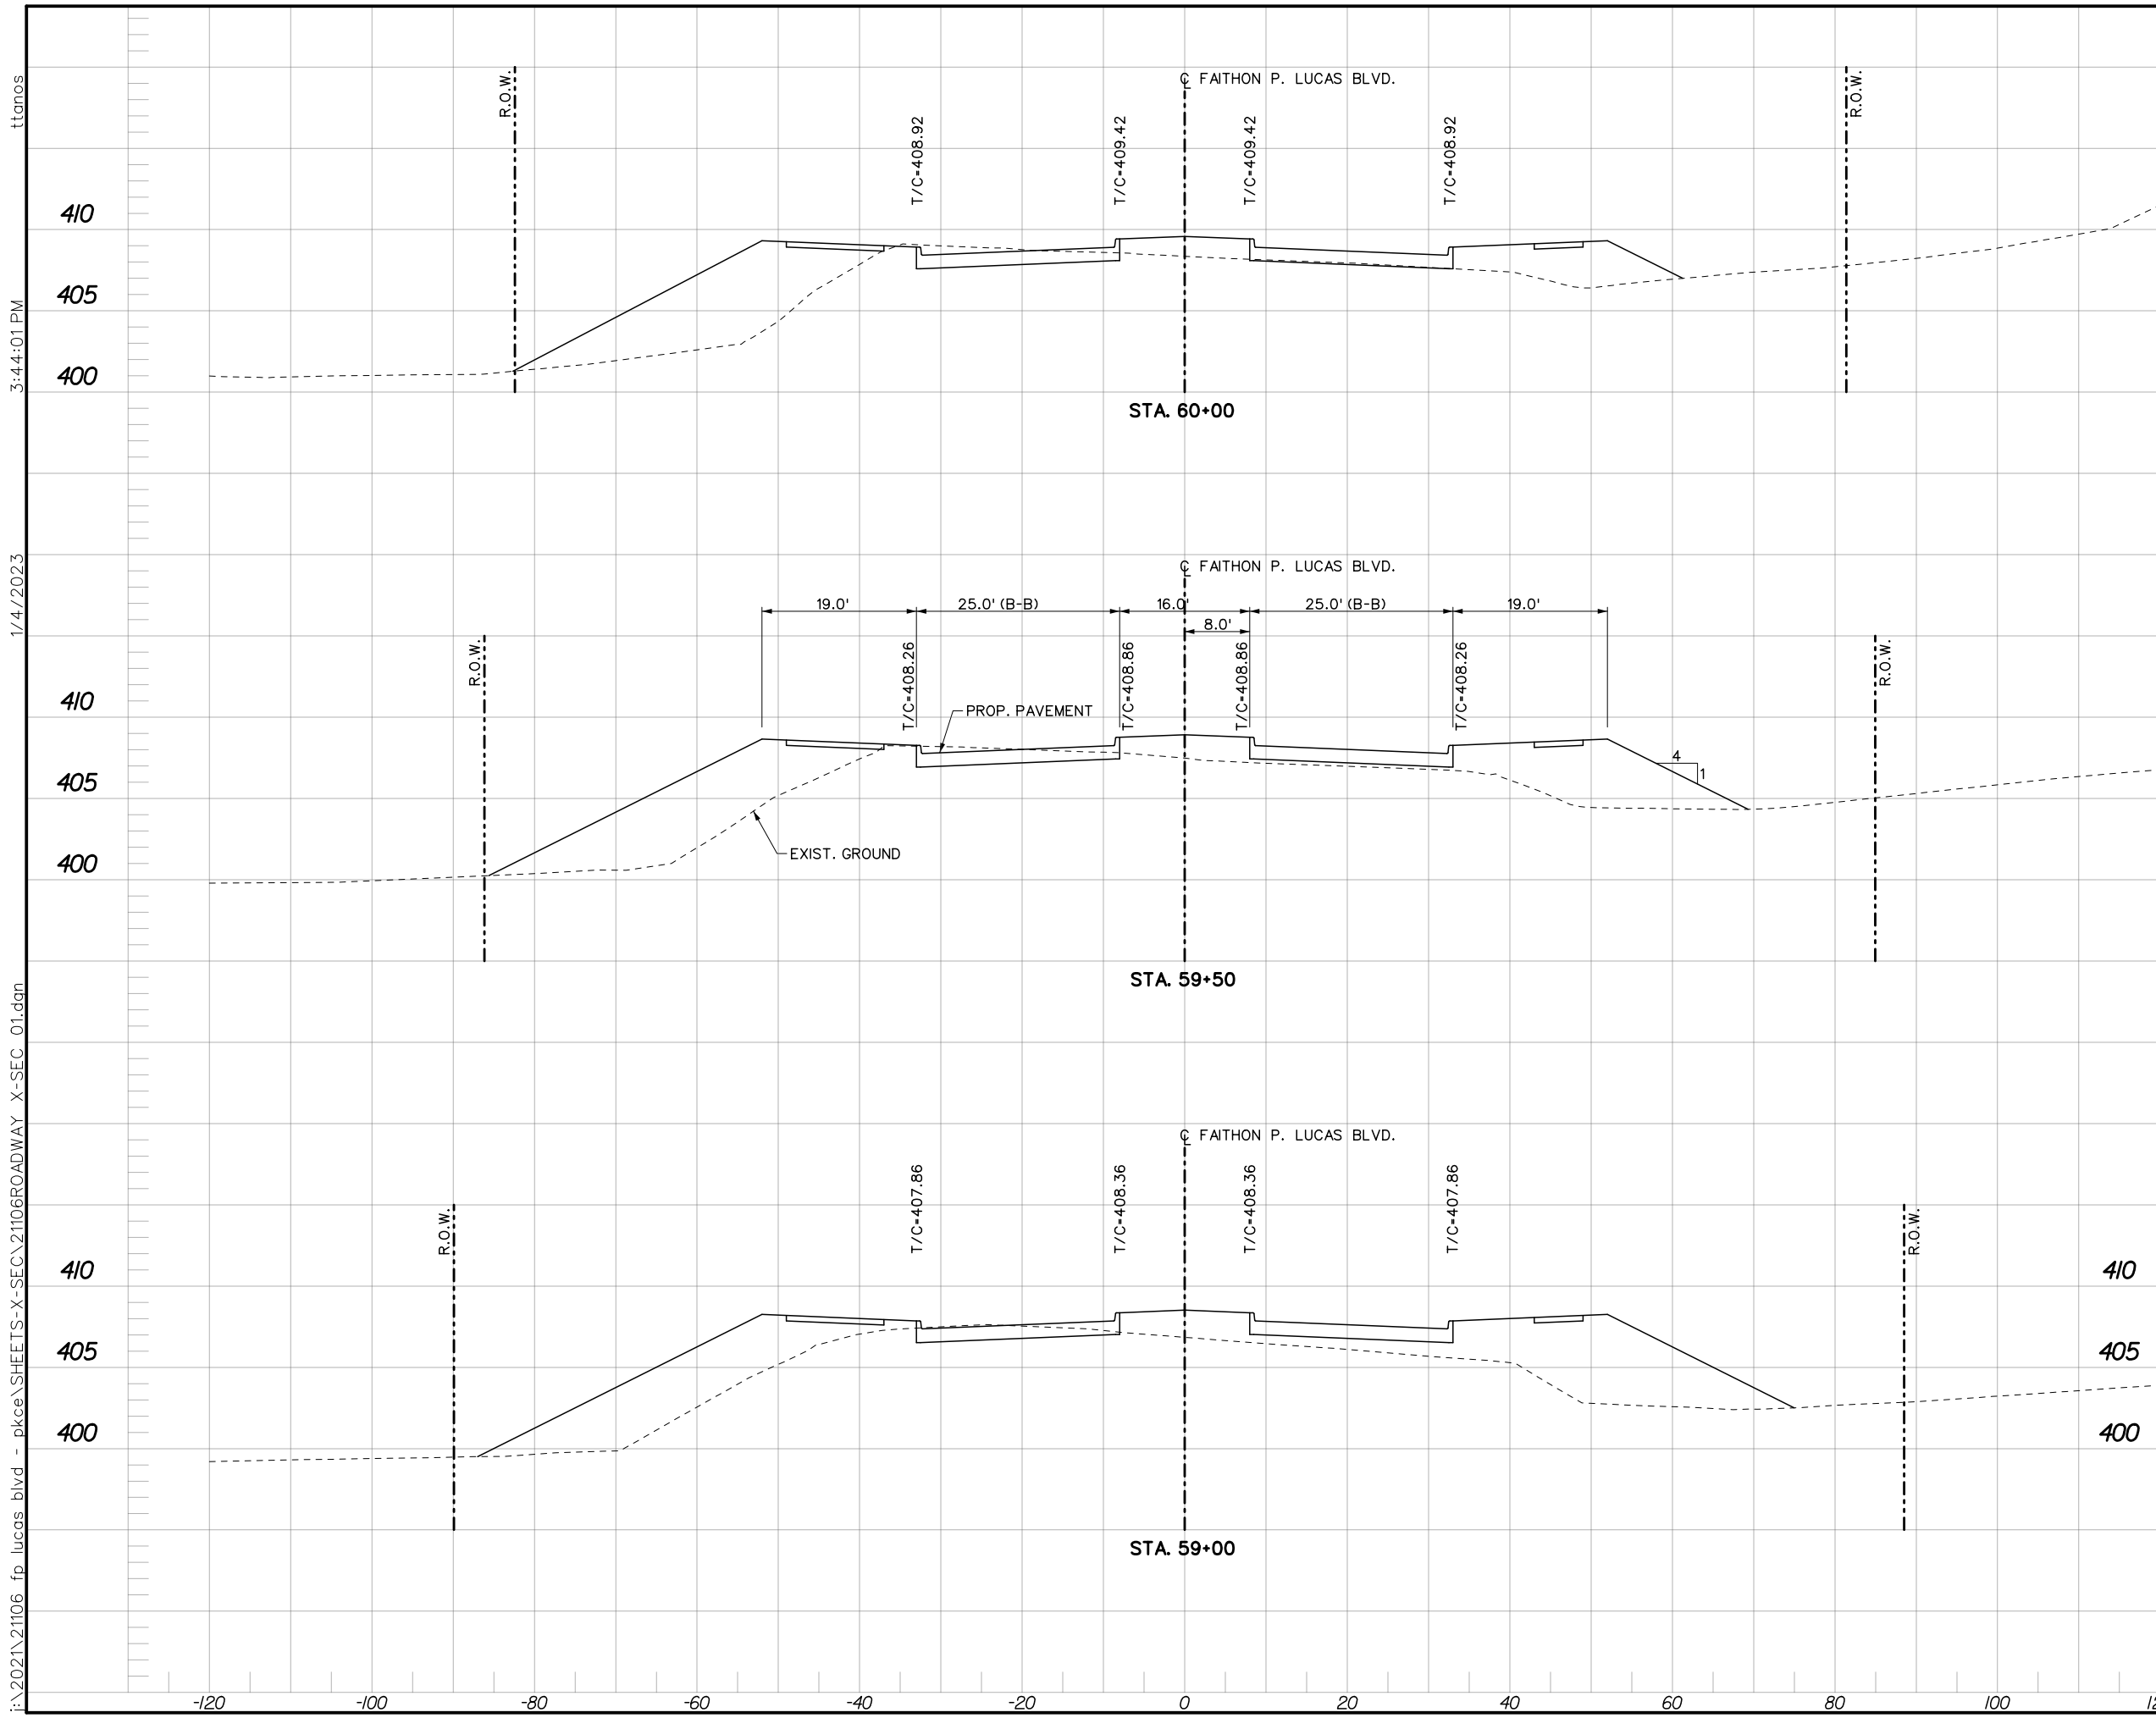 ttanos
3:44:01 PM
1/4/2023
j:\2021\21106 fp lucas blvd - pkce\SHEETS-X-SEC\21106ROADWAY X-SEC 01.dgn
℄ FAITHON P. LUCAS BLVD.
R.O.W.
T/C=408.92
T/C=409.42
T/C=409.42
T/C=408.92
R.O.W.
410
405
400
STA. 60+00
℄ FAITHON P. LUCAS BLVD.
19.0'
25.0' (B-B)
16.0'
25.0' (B-B)
19.0'
8.0'
R.O.W.
T/C=408.26
T/C=408.86
T/C=408.86
T/C=408.26
R.O.W.
410
PROP. PAVEMENT
4
1
405
EXIST. GROUND
400
STA. 59+50
℄ FAITHON P. LUCAS BLVD.
R.O.W.
T/C=407.86
T/C=408.36
T/C=408.36
T/C=407.86
R.O.W.
410 410
405 405
400 400
STA. 59+00
-120 -100 -80 -60 -40 -20 0 20 40 60 80 100